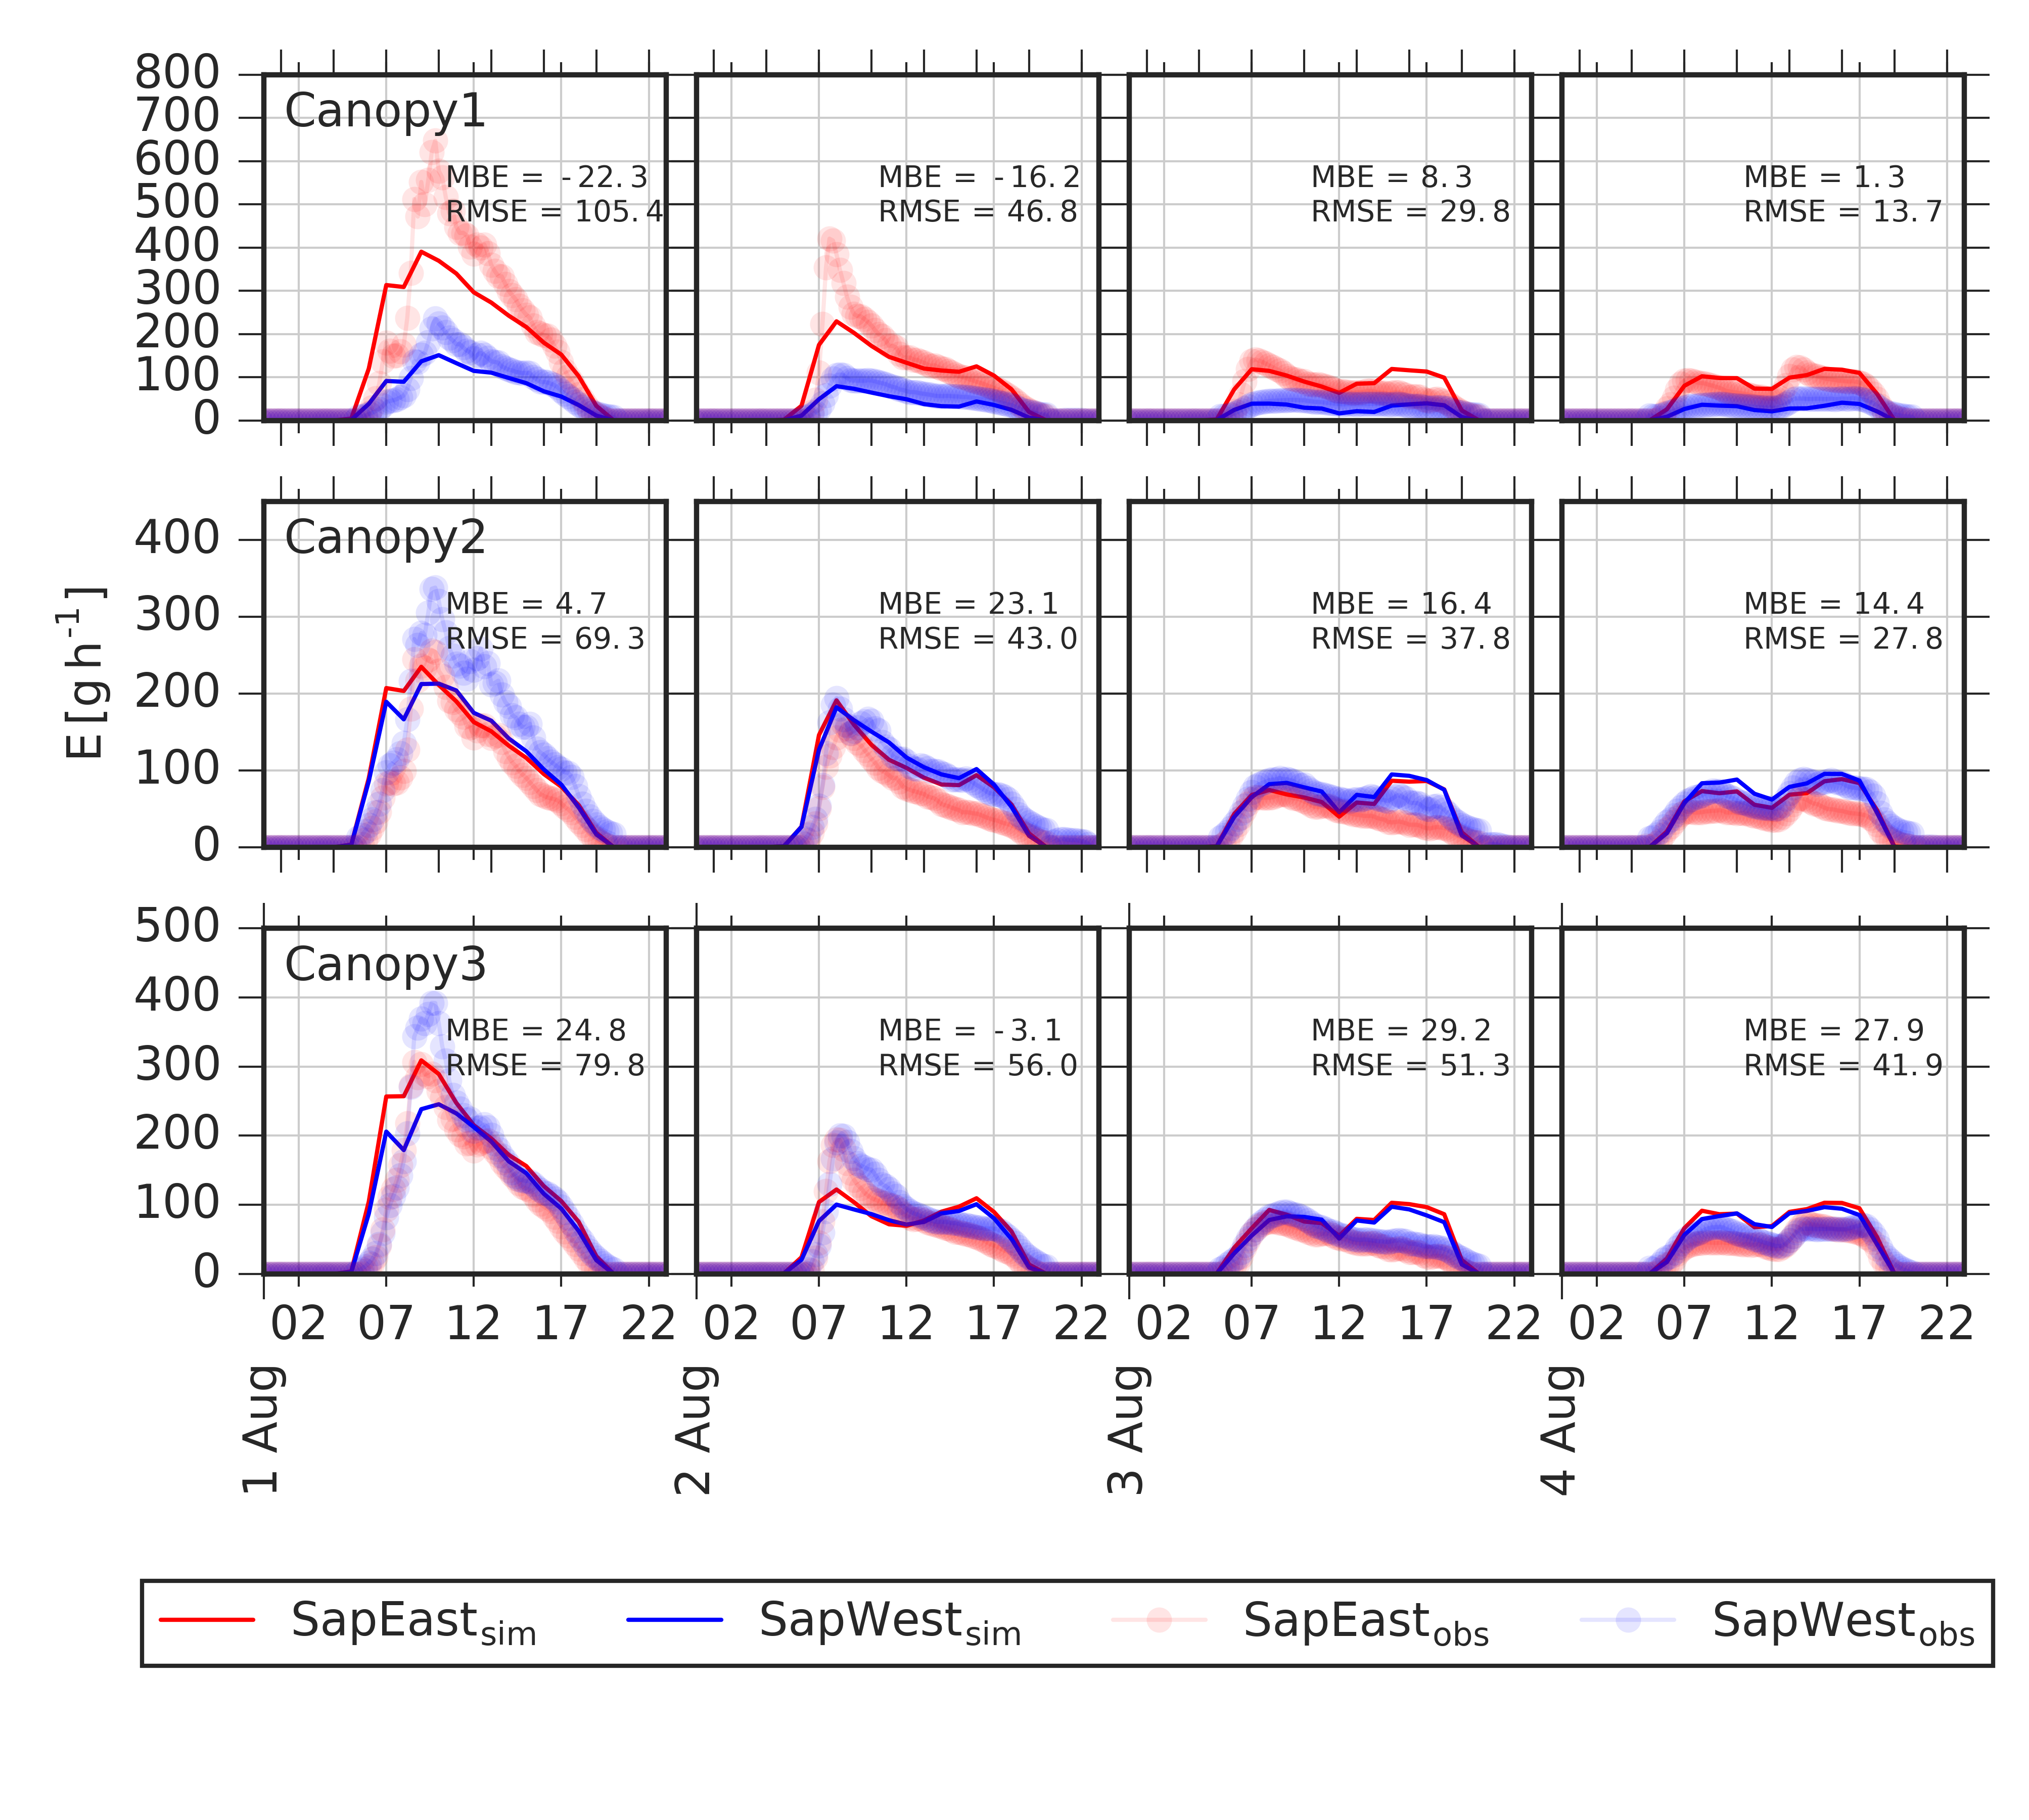 800
700
600
500
400
300
200
100
0
Canopy1
MBE = -22.3
RMSE = 105.4
MBE = -16.2
RMSE = 46.8
MBE = 8.3
RMSE = 29.8
MBE = 1.3
RMSE = 13.7
E [g h⁻¹]
400
300
200
100
0
Canopy2
MBE = 4.7
RMSE = 69.3
MBE = 23.1
RMSE = 43.0
MBE = 16.4
RMSE = 37.8
MBE = 14.4
RMSE = 27.8
500
400
300
200
100
0
Canopy3
MBE = 24.8
RMSE = 79.8
MBE = -3.1
RMSE = 56.0
MBE = 29.2
RMSE = 51.3
MBE = 27.9
RMSE = 41.9
02 07 12 17 22 02 07 12 17 22 02 07 12 17 22 02 07 12 17 22
1 Aug 2 Aug 3 Aug 4 Aug
SapEast_sim SapWest_sim SapEast_obs SapWest_obs